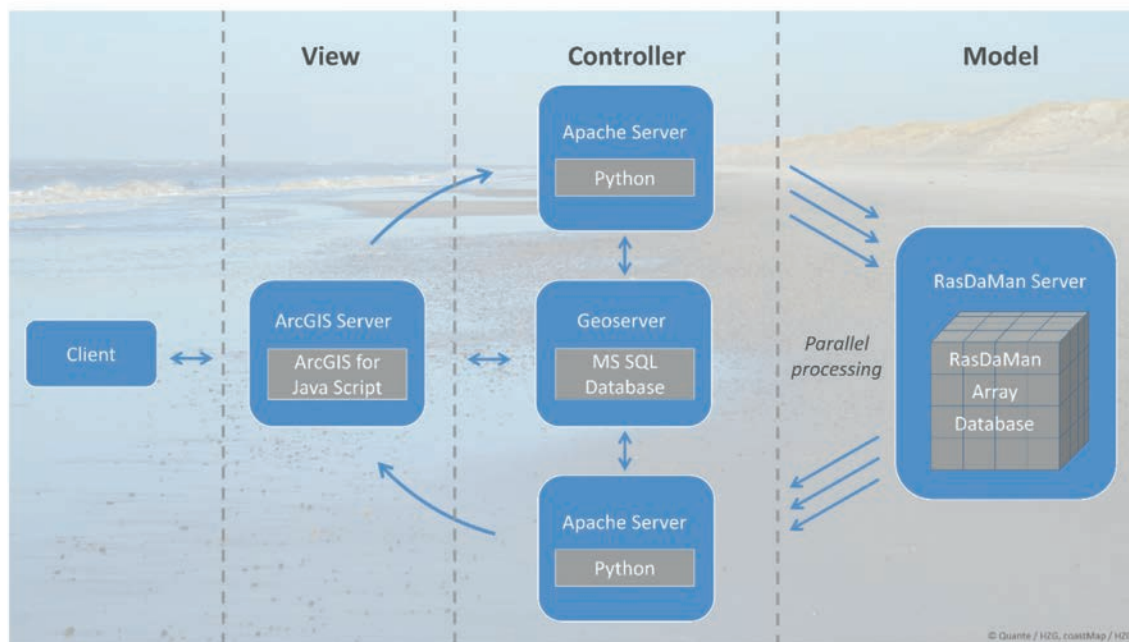 View
Controller
Model
Apache Server
Python
RasDaMan Server
RasDaMan
Array
Database
ArcGIS Server
ArcGIS for
Java Script
Geoserver
MS SQL
Database
Client
Parallel
processing
Apache Server
Python
© Quante / HZG, coastMap / HZG